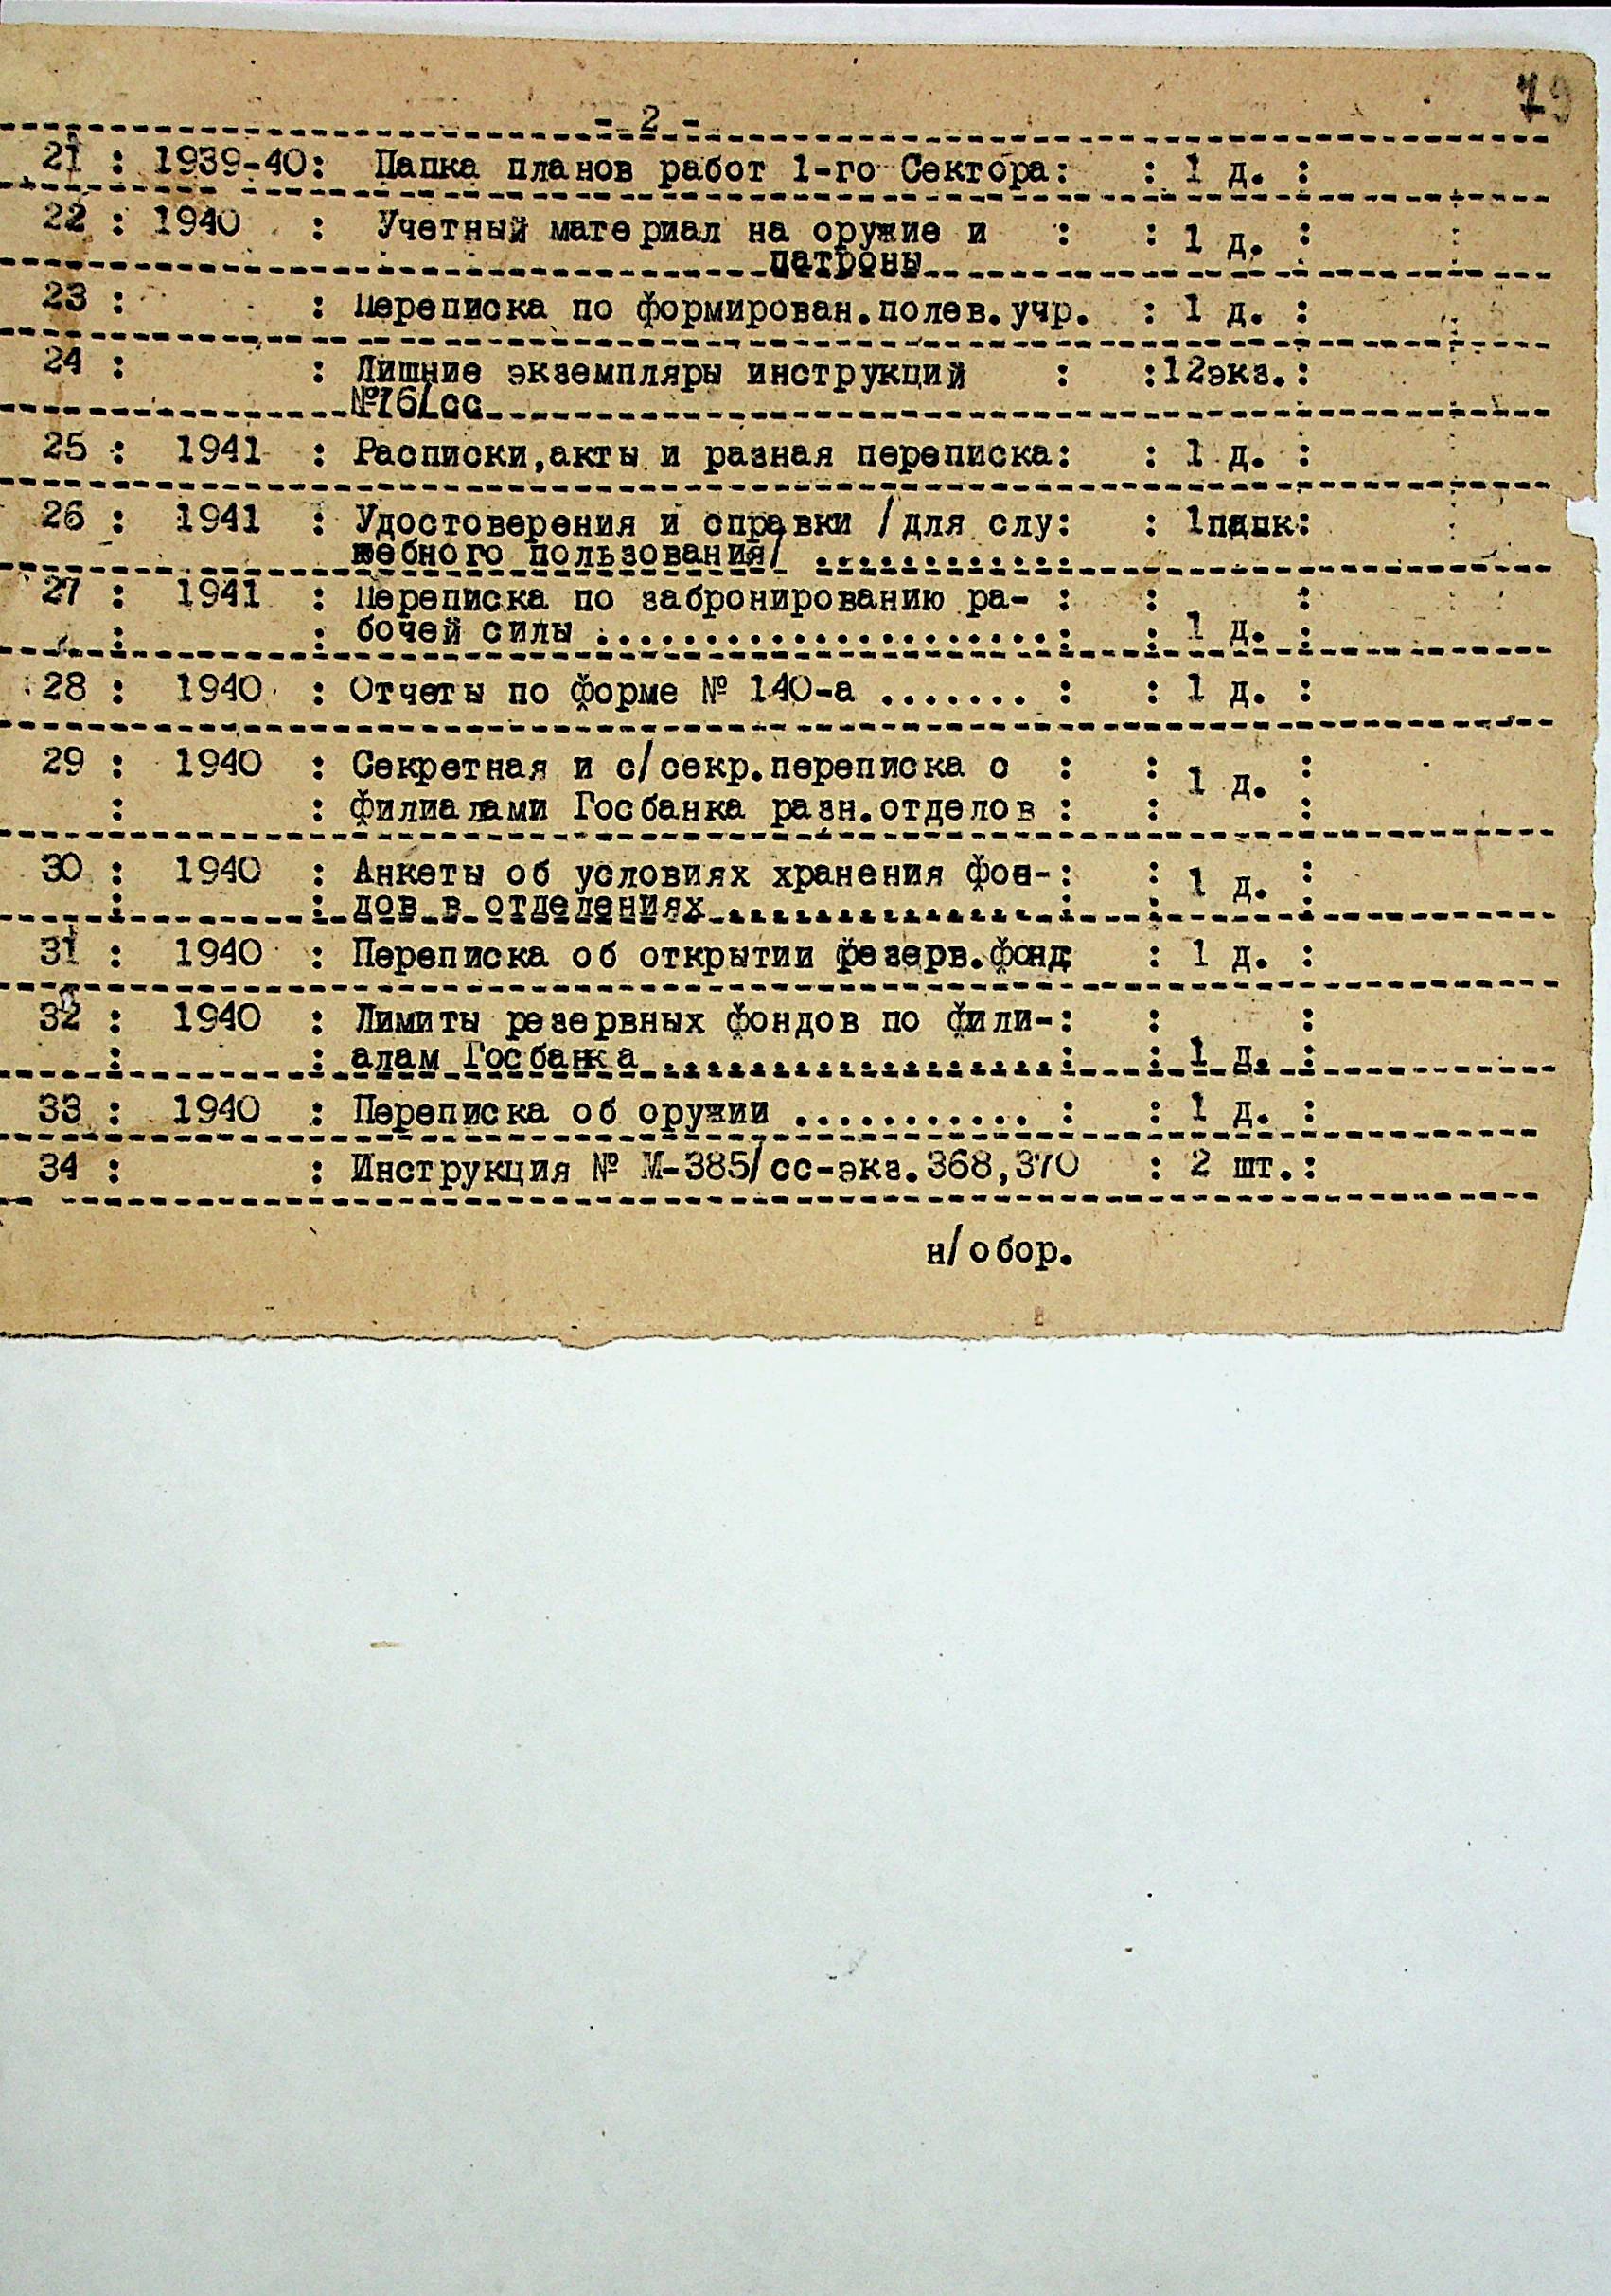 79
- 2 -
21 : 1939-40: Папка планов работ 1-го Сектора: : 1 д. :
22 : 1940 : Учетный материал на оружие и : : 1 д. :
патроны
23 : : Переписка по формирован.полев.учр. : 1 д. :
24 : : Лишние экземпляры инструкций : :12экз.:
25 : 1941 : Расписки,акты и разная переписка: : 1 д. :
26 : 1941 : Удостоверения и справки /для слу: : 1папк:
жебного пользования/ ............
27 : 1941 : Переписка по забронированию ра- : : :
: : бочей силы .....................: : 1 д. :
28 : 1940 : Отчеты по форме № 140-а ....... : : 1 д. :
29 : 1940 : Секретная и с/секр.переписка с : : 1 д. :
: : филиалами Госбанка разн.отделов : : :
30 : 1940 : Анкеты об условиях хранения фон-: : 1 д. :
: : дов в отделениях ............... : : :
31 : 1940 : Переписка об открытии резерв.фонд : 1 д. :
32 : 1940 : Лимиты резервных фондов по фили-: : :
: : алам Госбанка ..................: : 1 д. :
33 : 1940 : Переписка об оружии ........... : : 1 д. :
34 : : Инструкция № М-385/сс-экз.368,370 : 2 шт.:
н/обор.